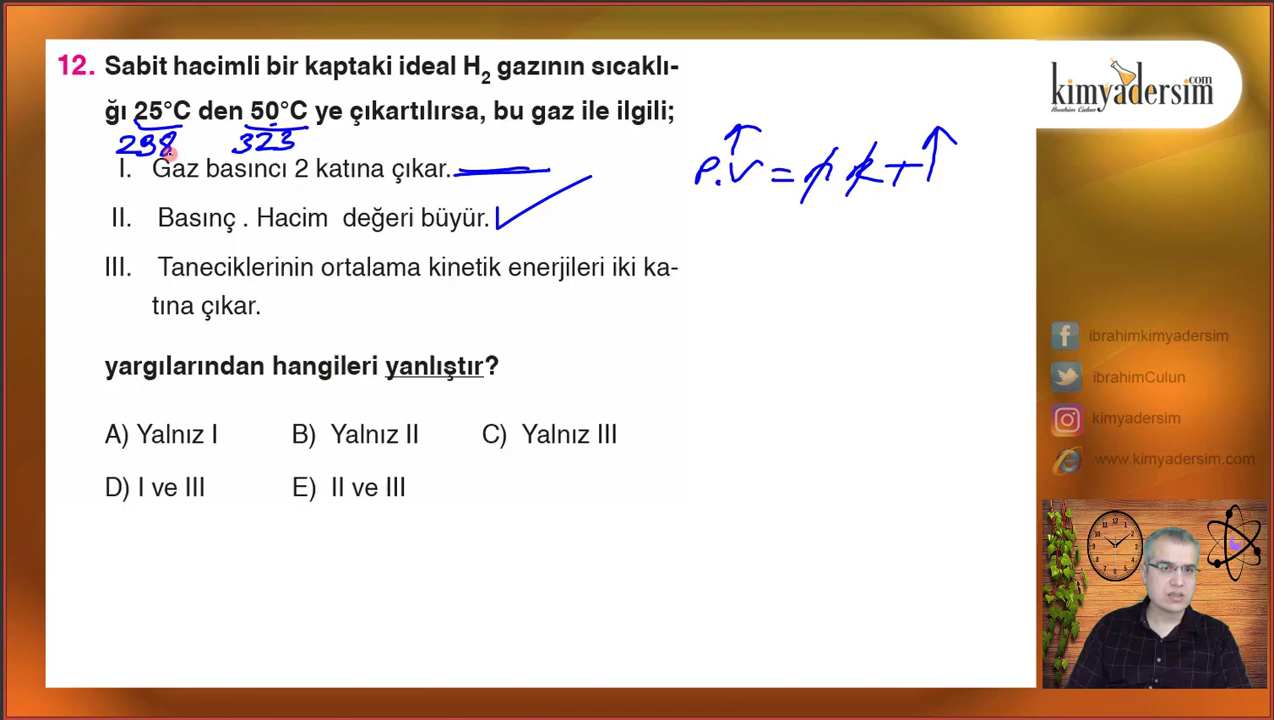 12. Sabit hacimli bir kaptaki ideal H₂ gazının sıcaklı-
ğı 25°C den 50°C ye çıkartılırsa, bu gaz ile ilgili;
298 323
I. Gaz basıncı 2 katına çıkar.
II. Basınç . Hacim değeri büyür.
III. Taneciklerinin ortalama kinetik enerjileri iki ka-
tına çıkar.
yargılarından hangileri yanlıştır?
A) Yalnız I B) Yalnız II C) Yalnız III
D) I ve III E) II ve III
P.V = n R T
kimyadersim.com
İbrahim Culun
ibrahimkimyadersim
ibrahimCulun
kimyadersim
www.kimyadersim.com